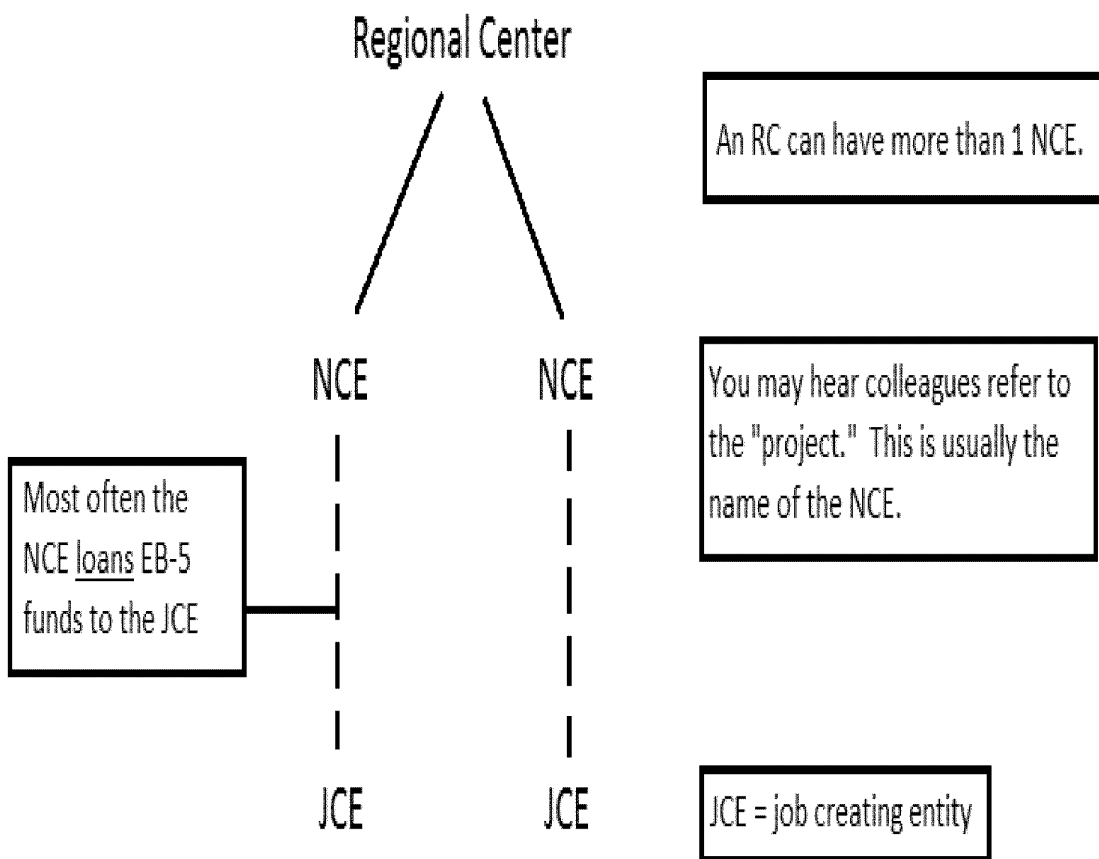 Regional Center
An RC can have more than 1 NCE.
NCE
NCE
You may hear colleagues refer to
the "project." This is usually the
name of the NCE.
Most often the
NCE loans EB-5
funds to the JCE
JCE
JCE
JCE = job creating entity